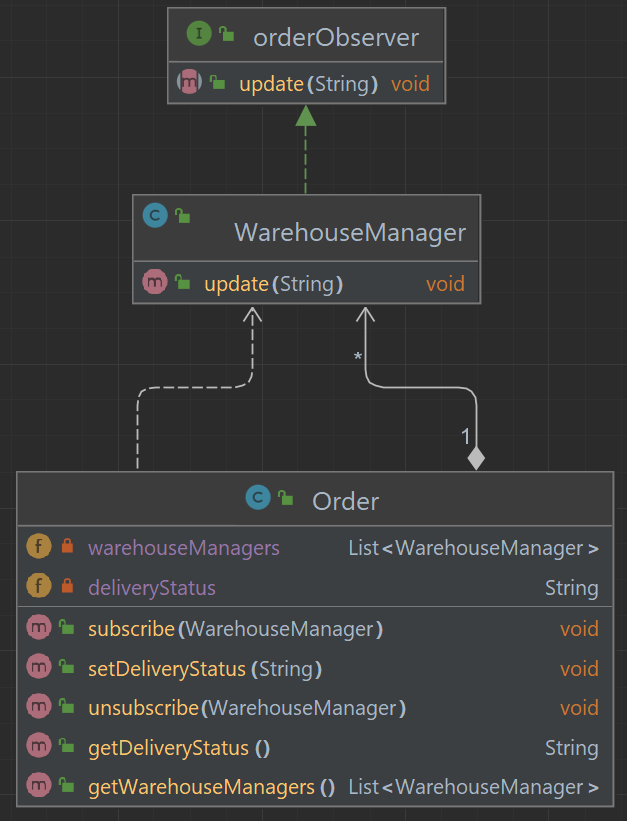 I orderObserver
m update(String) void
C WarehouseManager
m update(String) void
*
1
C Order
f warehouseManagers List<WarehouseManager>
f deliveryStatus String
m subscribe(WarehouseManager) void
m setDeliveryStatus (String) void
m unsubscribe(WarehouseManager) void
m getDeliveryStatus () String
m getWarehouseManagers () List<WarehouseManager>